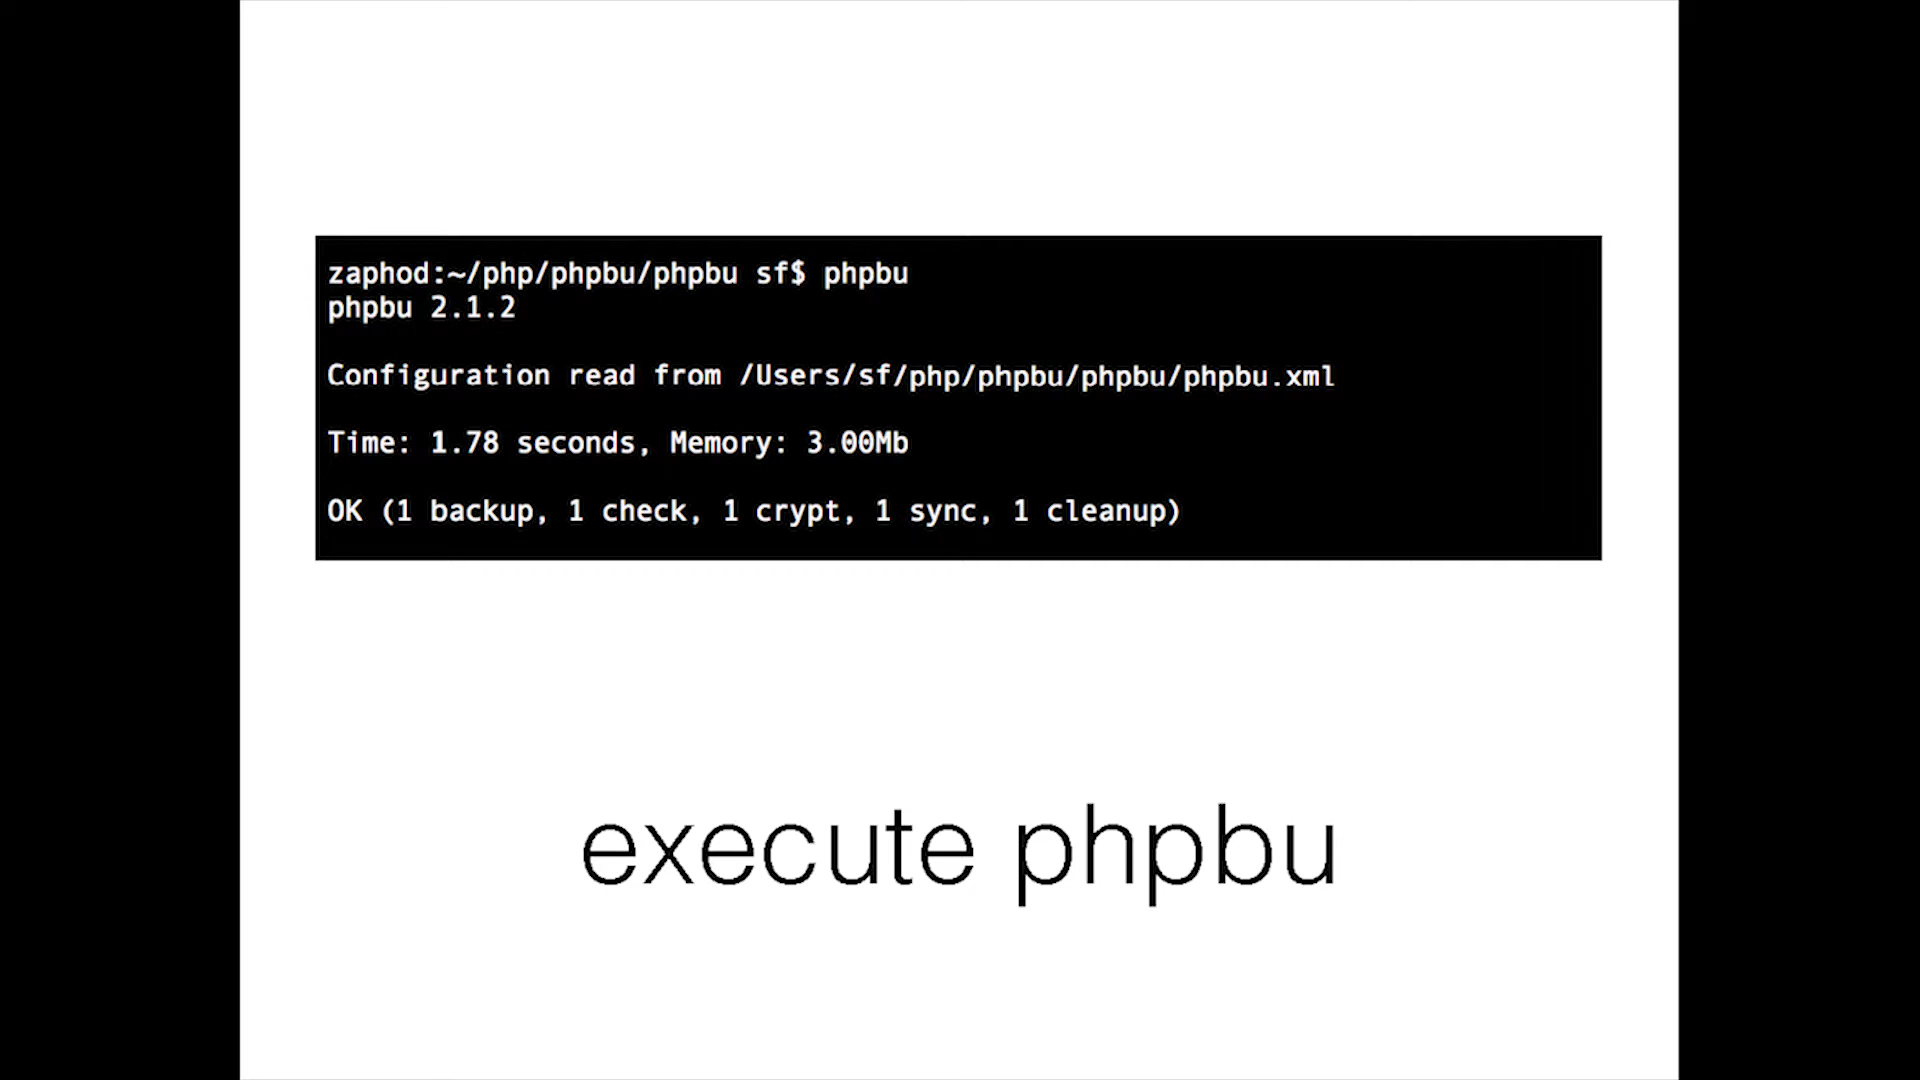 zaphod:~/php/phpbu/phpbu sf$ phpbu
phpbu 2.1.2
Configuration read from /Users/sf/php/phpbu/phpbu/phpbu.xml
Time: 1.78 seconds, Memory: 3.00Mb
OK (1 backup, 1 check, 1 crypt, 1 sync, 1 cleanup)
execute phpbu